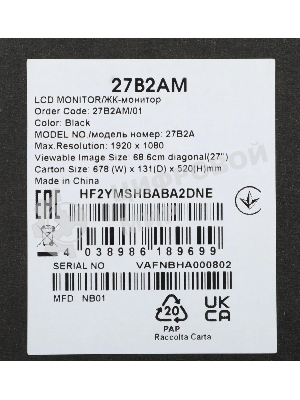 27B2AM
LCD MONITOR/ЖК-монитор
Order Code: 27B2AM/01
Color: Black
MODEL NO./модель номер: 27B2A
Max.Resolution: 1920 x 1080
Viewable Image Size: 68.6cm diagonal(27")
Carton Size: 678 (W) x 131(D) x 520(H)mm
Made in China
HF2YMSHBABA2DNE
EAC
4 038986 189699
SERIAL NO VAFNBHA000802
MFD NB01
20
PAP
Raccolta Carta
UK
CA